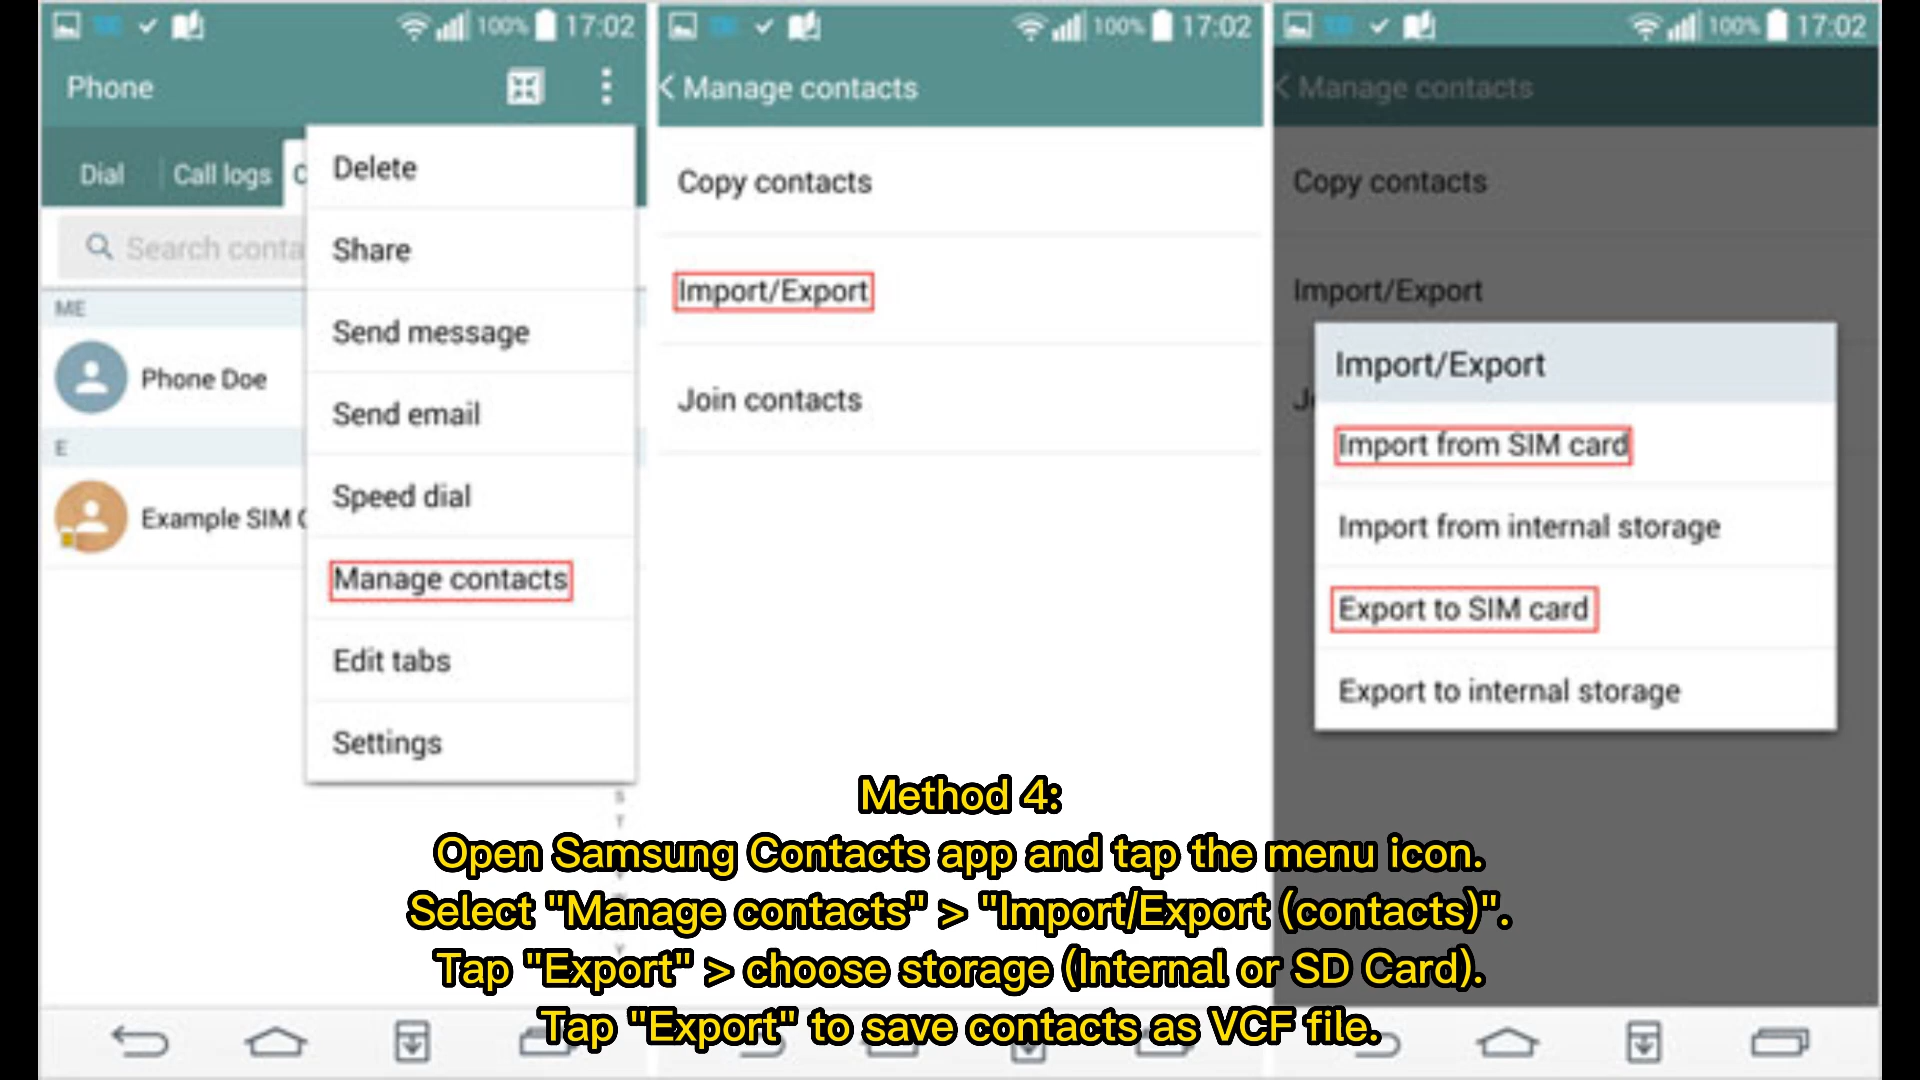 100% 17:02
Phone
Dial
Call logs
Search conta
ME
Phone Doe
E
Example SIM
Delete
Share
Send message
Send email
Speed dial
Manage contacts
Edit tabs
Settings
100% 17:02
Manage contacts
Copy contacts
Import/Export
Join contacts
100% 17:02
Manage contacts
Copy contacts
Import/Export
Import/Export
Import from SIM card
Import from internal storage
Export to SIM card
Export to internal storage
Method 4:
Open Samsung Contacts app and tap the menu icon.
Select "Manage contacts" > "Import/Export (contacts)".
Tap "Export" > choose storage (Internal or SD Card).
Tap "Export" to save contacts as VCF file.